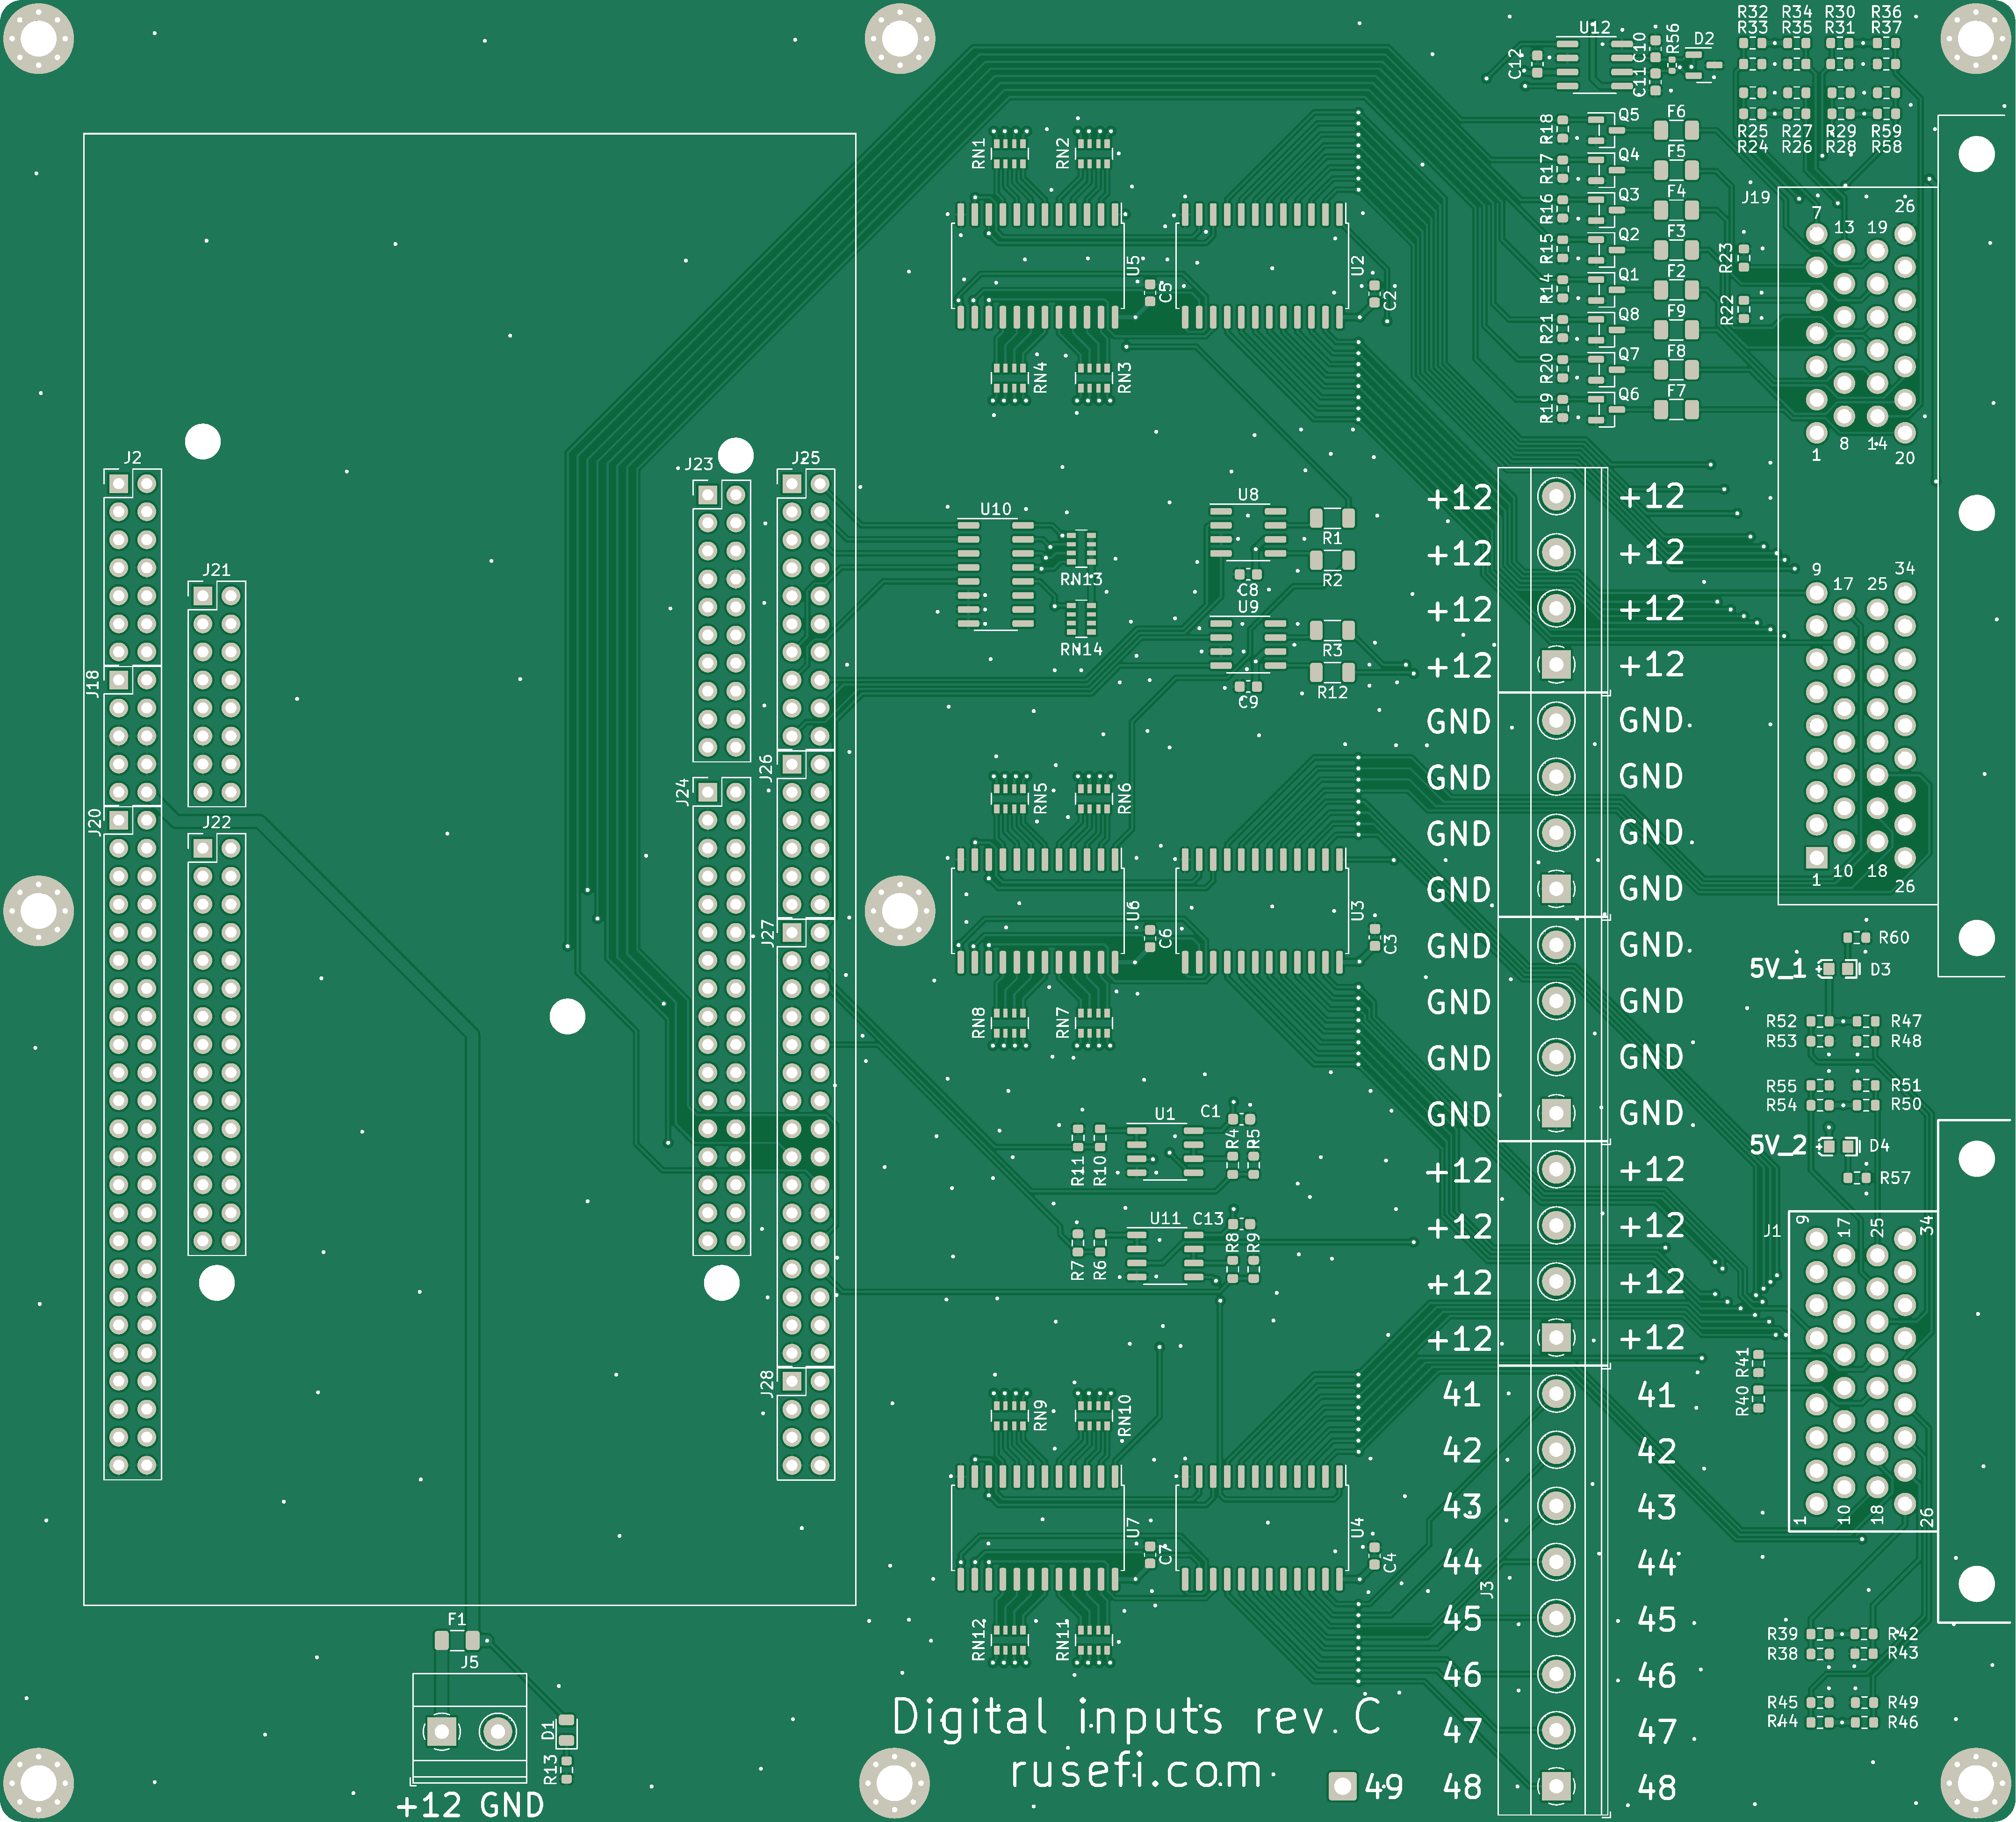 R32 R34 R30 R36
R33 R35 R31 R37
U12 C10 R56 D2
C12 C11
R25 R27 R29 R59
R24 R26 R28 R58
R18 Q5 F6
R17 Q4 F5
R16 Q3 F4
R15 Q2 F3
R14 Q1 F2
R21 Q8 F9
R20 Q7 F8
R19 Q6 F7
RN1 RN2
U5 U2
C5 C2
RN4 RN3
R23
R22
J19
26
7 13 19
1 8 14 20
J2 J23 J25
U10 U8
R1
R2
RN13 C8
U9
RN14 R3
R12
C9
J21
J18
J26
J24
J20 J22
J27
J28
+12 +12
+12 +12
+12 +12
+12 +12
GND GND
GND GND
GND GND
GND GND
GND GND
GND GND
GND GND
GND GND
+12 +12
+12 +12
+12 +12
+12 +12
41 41
42 42
43 43
44 44
J3
45 45
46 46
47 47
48 48
9 17 25 34
1 10 18 26
RN5 RN6
U6 U3
C6 C3
RN8 RN7
R60
5V_1 + D3
R52 R47
R53 R48
R55 R51
R54 R50
5V_2 + D4
R57
U1 C1
R11 R10 R4 R5
U11 C13
R7 R6 R8 R9
J1
9 17 25 34
R41
R40
1 10 18 26
RN9 RN10
U7 U4
C7 C4
RN12 RN11
R39 R42
R38 R43
R45 R49
R44 R46
F1
J5
D1
R13
+12 GND
Digital inputs rev. C
rusefi.com
49